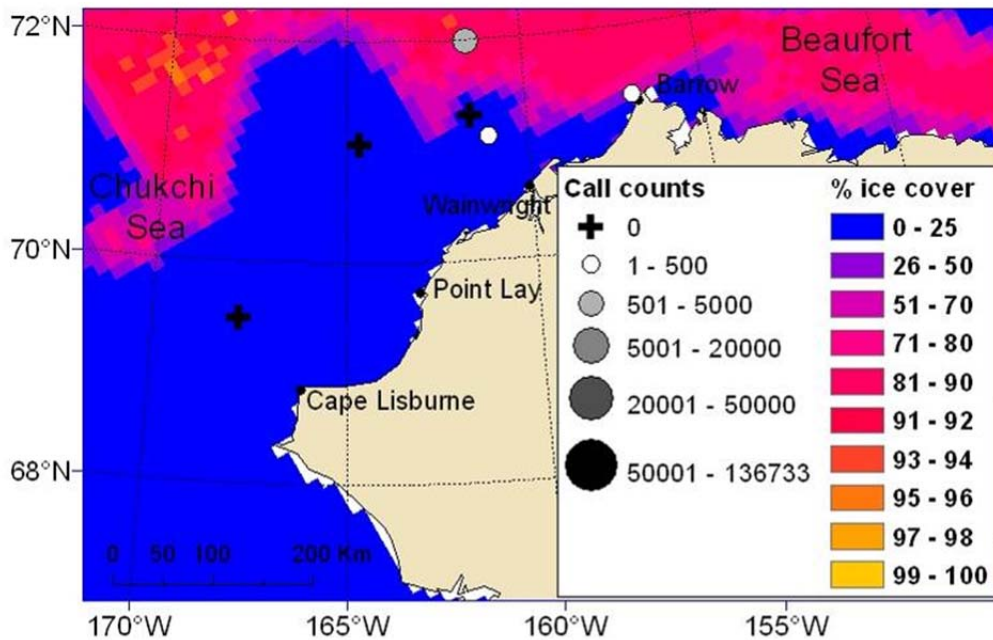 72°N
Beaufort
Sea
Barrow
Chukchi
Sea
Wainwright
70°N
Point Lay
Cape Lisburne
68°N
0 50 100 200 Km
170°W 165°W 160°W 155°W
Call counts
0
1 - 500
501 - 5000
5001 - 20000
20001 - 50000
50001 - 136733
% ice cover
0 - 25
26 - 50
51 - 70
71 - 80
81 - 90
91 - 92
93 - 94
95 - 96
97 - 98
99 - 100